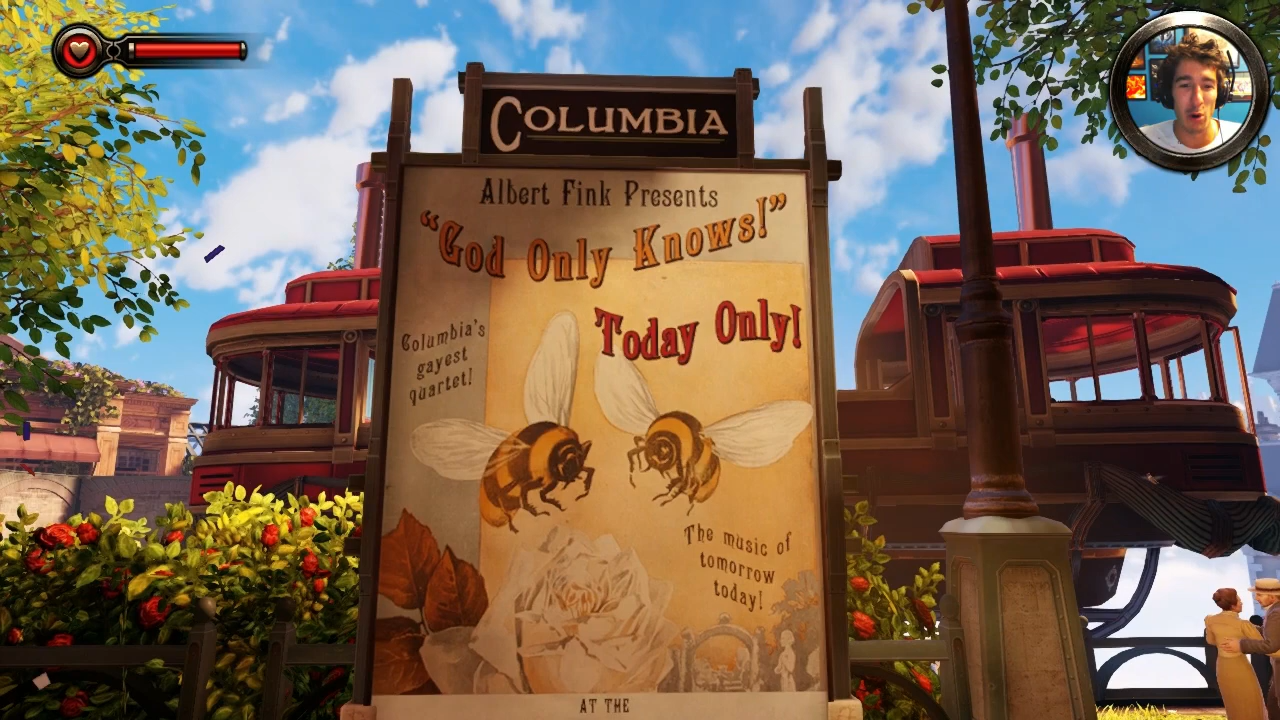 COLUMBIA
Albert Fink Presents
“God Only Knows!”
Today Only!
Columbia's
gayest
quartet!
The music of
tomorrow
today!
AT THE